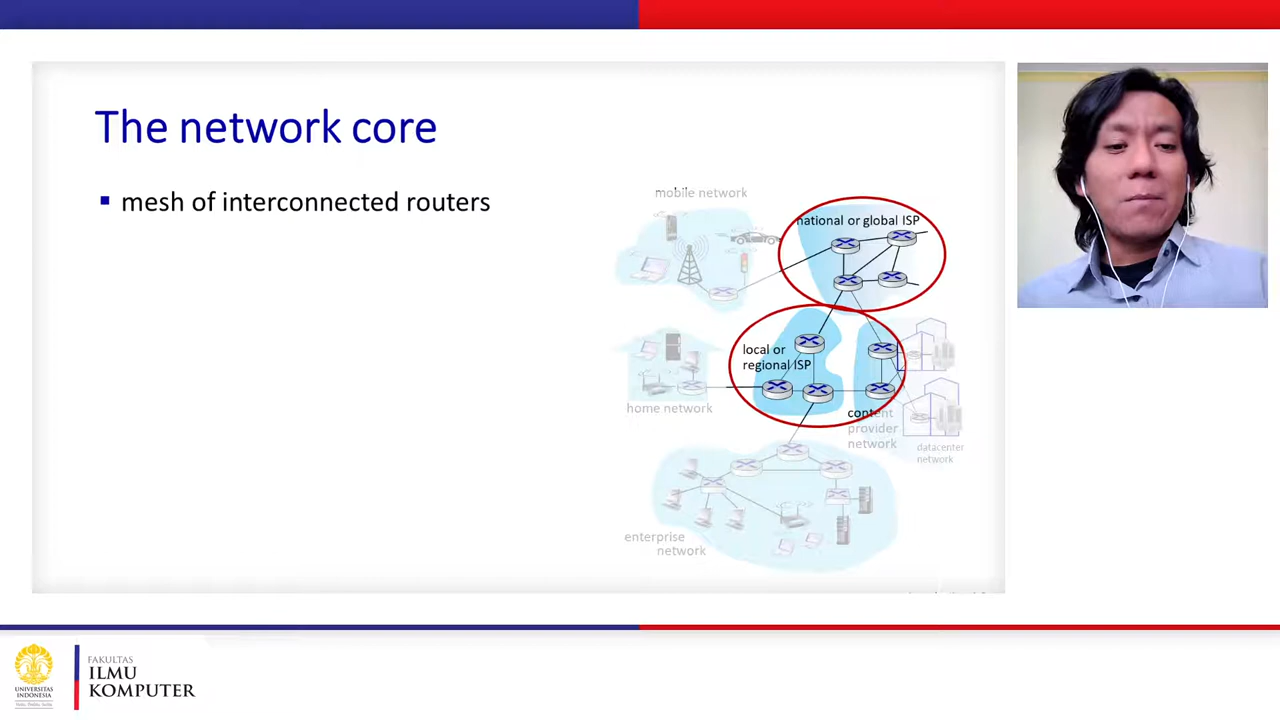 The network core
▪ mesh of interconnected routers
mobile network
national or global ISP
local or
regional ISP
home network
content
provider
network
datacenter
network
enterprise
network
UNIVERSITAS
INDONESIA
FAKULTAS
ILMU
KOMPUTER